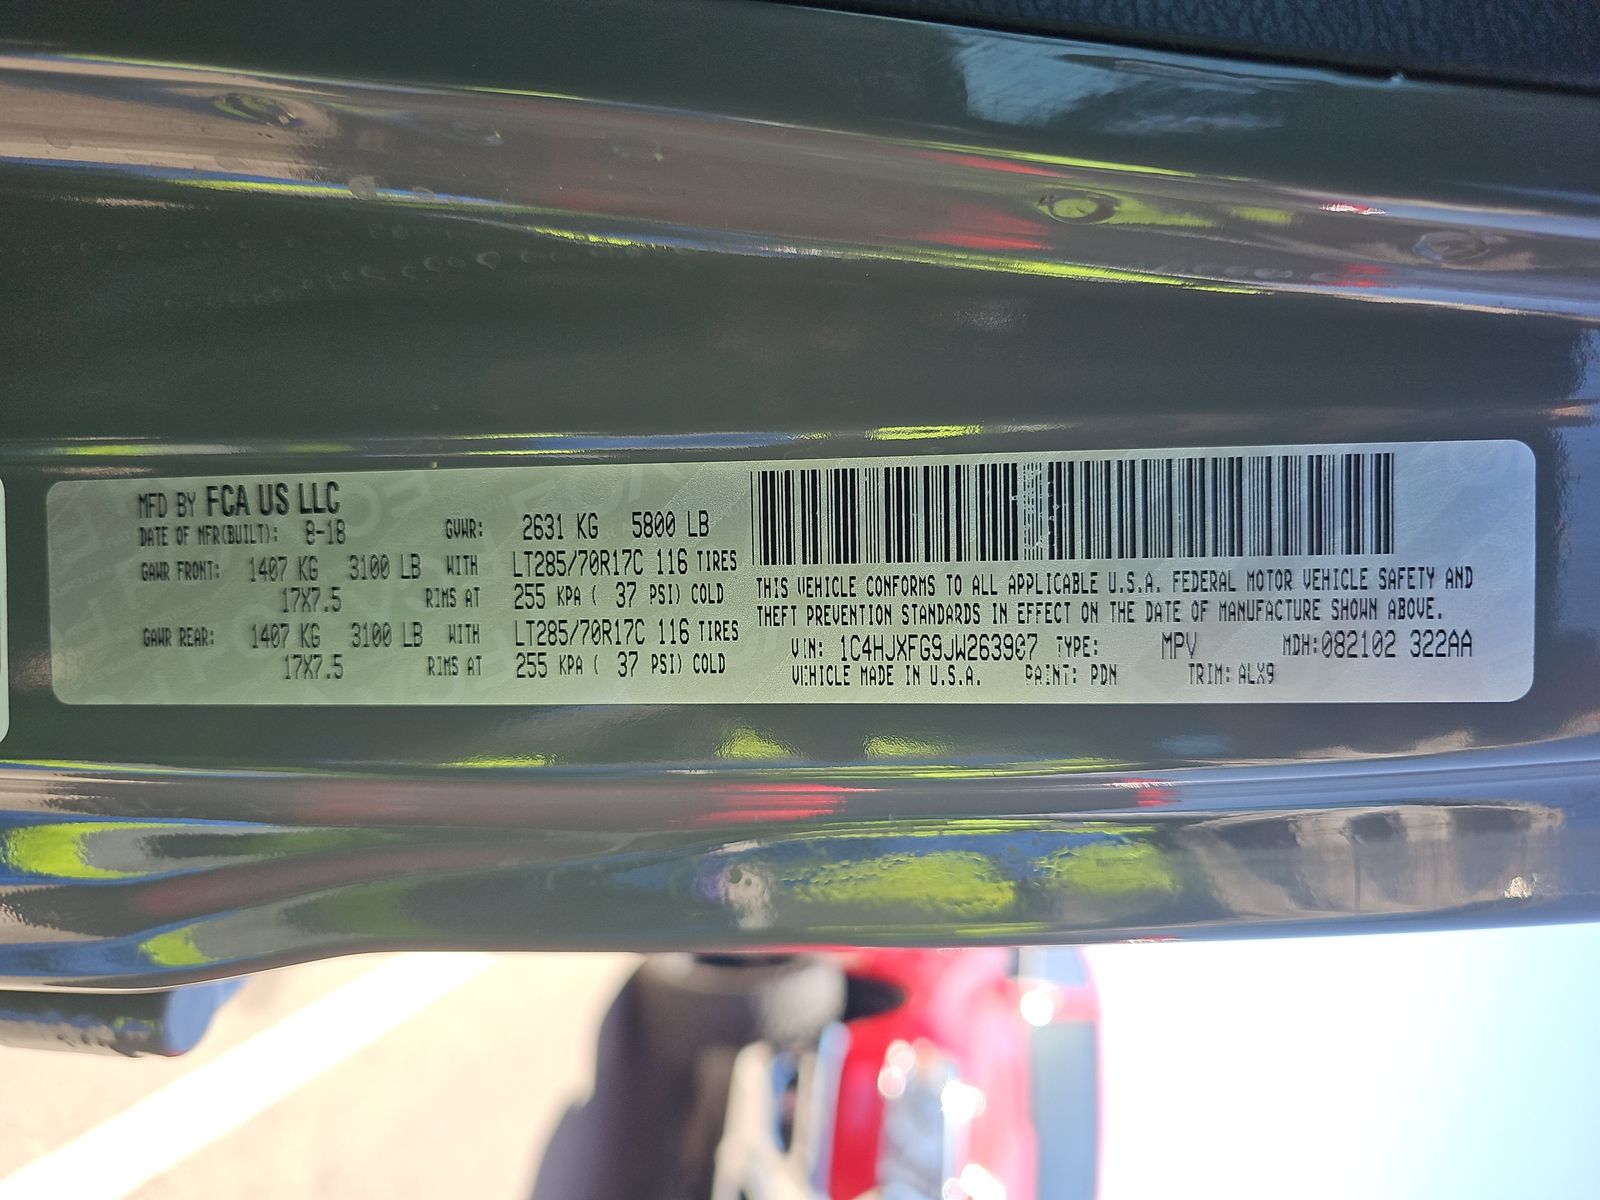 MFD BY FCA US LLC
DATE OF MFR(BUILT): 8-18 GVWR: 2631 KG 5800 LB
GAWR FRONT: 1407 KG 3100 LB WITH LT285/70R17C 116 TIRES
17X7.5 RIMS AT 255 KPA ( 37 PSI) COLD
GAWR REAR: 1407 KG 3100 LB WITH LT285/70R17C 116 TIRES
17X7.5 RIMS AT 255 KPA ( 37 PSI) COLD
THIS VEHICLE CONFORMS TO ALL APPLICABLE U.S.A. FEDERAL MOTOR VEHICLE SAFETY AND
THEFT PREVENTION STANDARDS IN EFFECT ON THE DATE OF MANUFACTURE SHOWN ABOVE.
VIN: 1C4HJXFG9JW263907 TYPE: MPV MDH:082102 322AA
VEHICLE MADE IN U.S.A. PAINT: PDN TRIM: ALX9